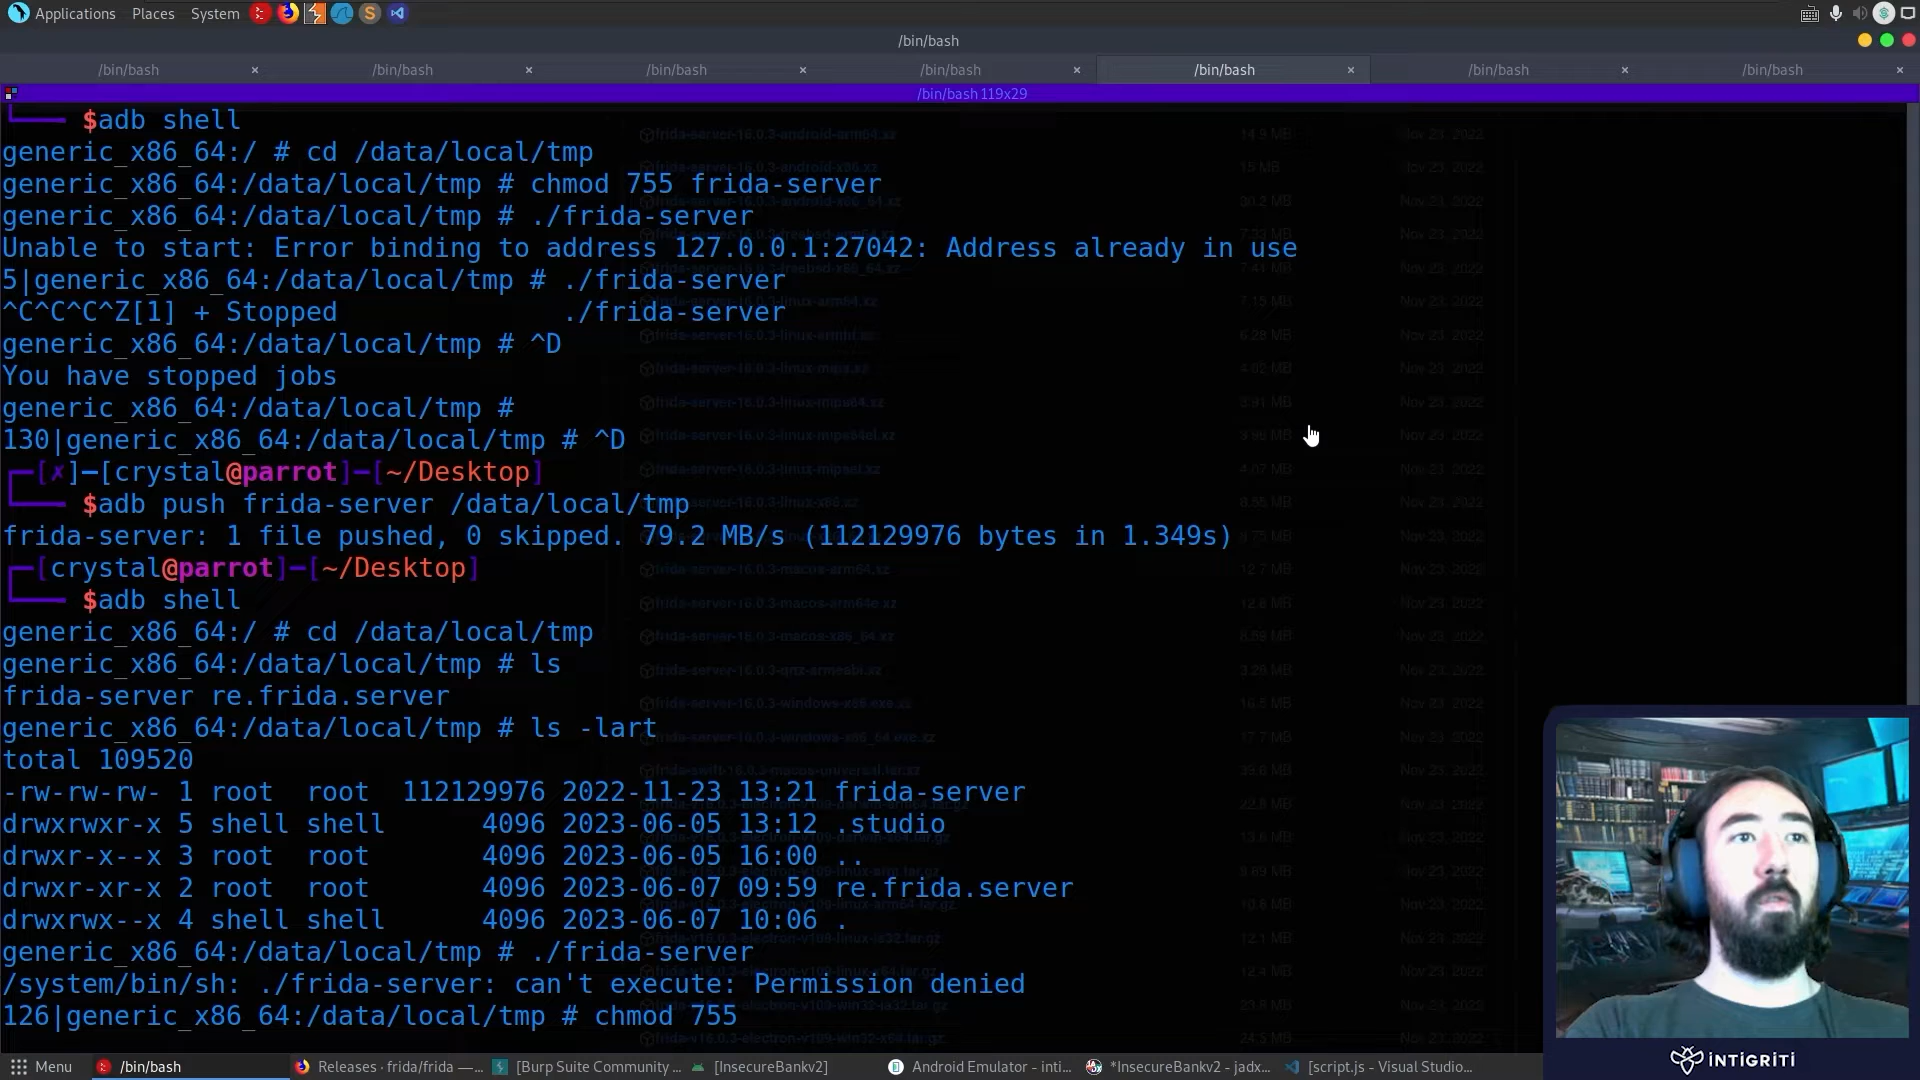 Applications Places System
/bin/bash
/bin/bash × /bin/bash × /bin/bash × /bin/bash × /bin/bash × /bin/bash × /bin/bash ×
/bin/bash 119x29
$adb shell
generic_x86_64:/ # cd /data/local/tmp
generic_x86_64:/data/local/tmp # chmod 755 frida-server
generic_x86_64:/data/local/tmp # ./frida-server
Unable to start: Error binding to address 127.0.0.1:27042: Address already in use
5|generic_x86_64:/data/local/tmp # ./frida-server
^C^C^C^Z[1] + Stopped ./frida-server
generic_x86_64:/data/local/tmp # ^D
You have stopped jobs
generic_x86_64:/data/local/tmp #
130|generic_x86_64:/data/local/tmp # ^D
[✗]─[crystal@parrot]─[~/Desktop]
$adb push frida-server /data/local/tmp
frida-server: 1 file pushed, 0 skipped. 79.2 MB/s (112129976 bytes in 1.349s)
[crystal@parrot]─[~/Desktop]
$adb shell
generic_x86_64:/ # cd /data/local/tmp
generic_x86_64:/data/local/tmp # ls
frida-server re.frida.server
generic_x86_64:/data/local/tmp # ls -lart
total 109520
-rw-rw-rw- 1 root root 112129976 2022-11-23 13:21 frida-server
drwxrwxr-x 5 shell shell 4096 2023-06-05 13:12 .studio
drwxr-x--x 3 root root 4096 2023-06-05 16:00 ..
drwxr-xr-x 2 root root 4096 2023-06-07 09:59 re.frida.server
drwxrwx--x 4 shell shell 4096 2023-06-07 10:06 .
generic_x86_64:/data/local/tmp # ./frida-server
/system/bin/sh: ./frida-server: can't execute: Permission denied
126|generic_x86_64:/data/local/tmp # chmod 755
Menu /bin/bash Releases · frida/frida —... [Burp Suite Community ... [InsecureBankv2] Android Emulator - inti... *InsecureBankv2 - jadx... [script.js - Visual Studio...
INTIGRITI